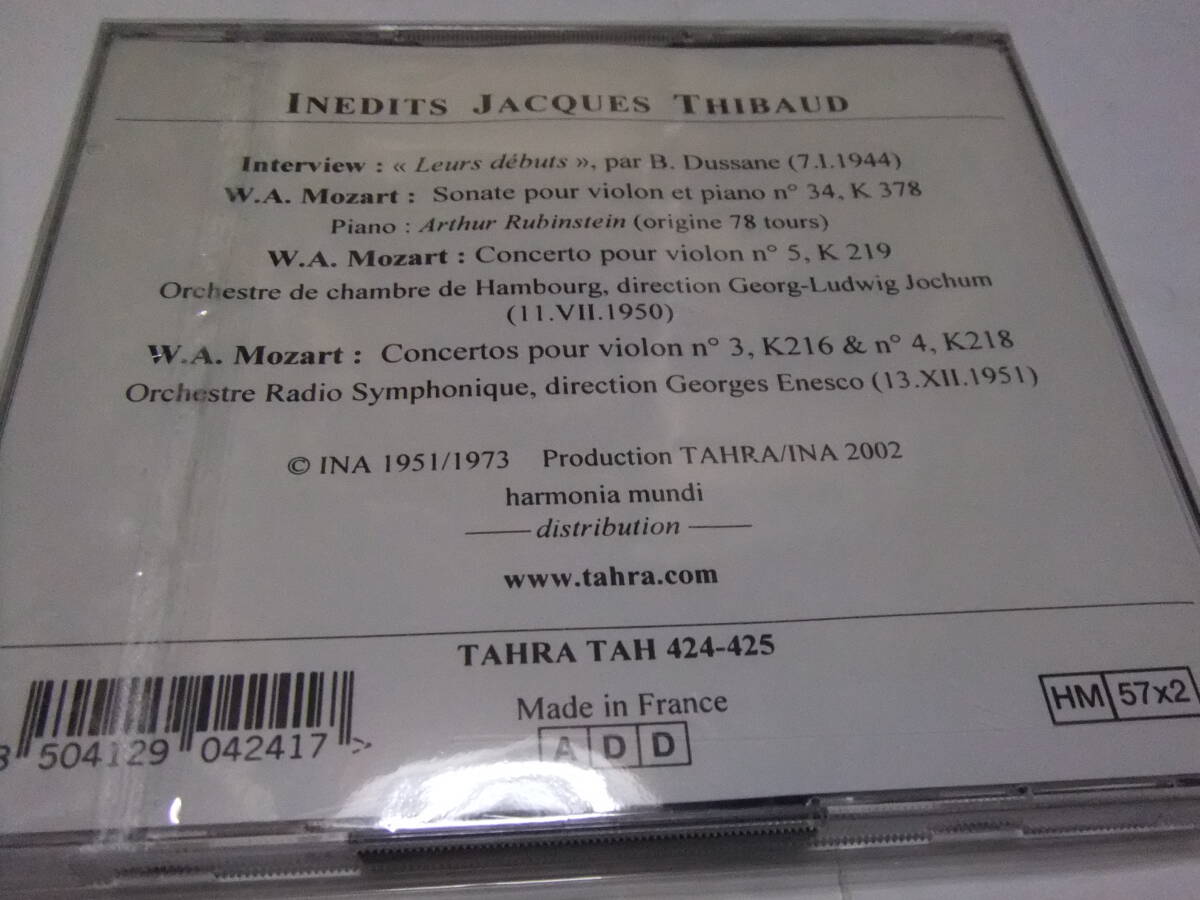 INEDITS JACQUES THIBAUD
Interview : « Leurs débuts », par B. Dussane (7.I.1944)
W.A. Mozart : Sonate pour violon et piano n° 34, K 378
Piano : Arthur Rubinstein (origine 78 tours)
W.A. Mozart : Concerto pour violon n° 5, K 219
Orchestre de chambre de Hambourg, direction Georg-Ludwig Jochum
(11.VII.1950)
W.A. Mozart : Concertos pour violon n° 3, K216 & n° 4, K218
Orchestre Radio Symphonique, direction Georges Enesco (13.XII.1951)
© INA 1951/1973 Production TAHRA/INA 2002
harmonia mundi
distribution
www.tahra.com
TAHRA TAH 424-425
Made in France
A D D
HM 57x2
3 504129 042417 >